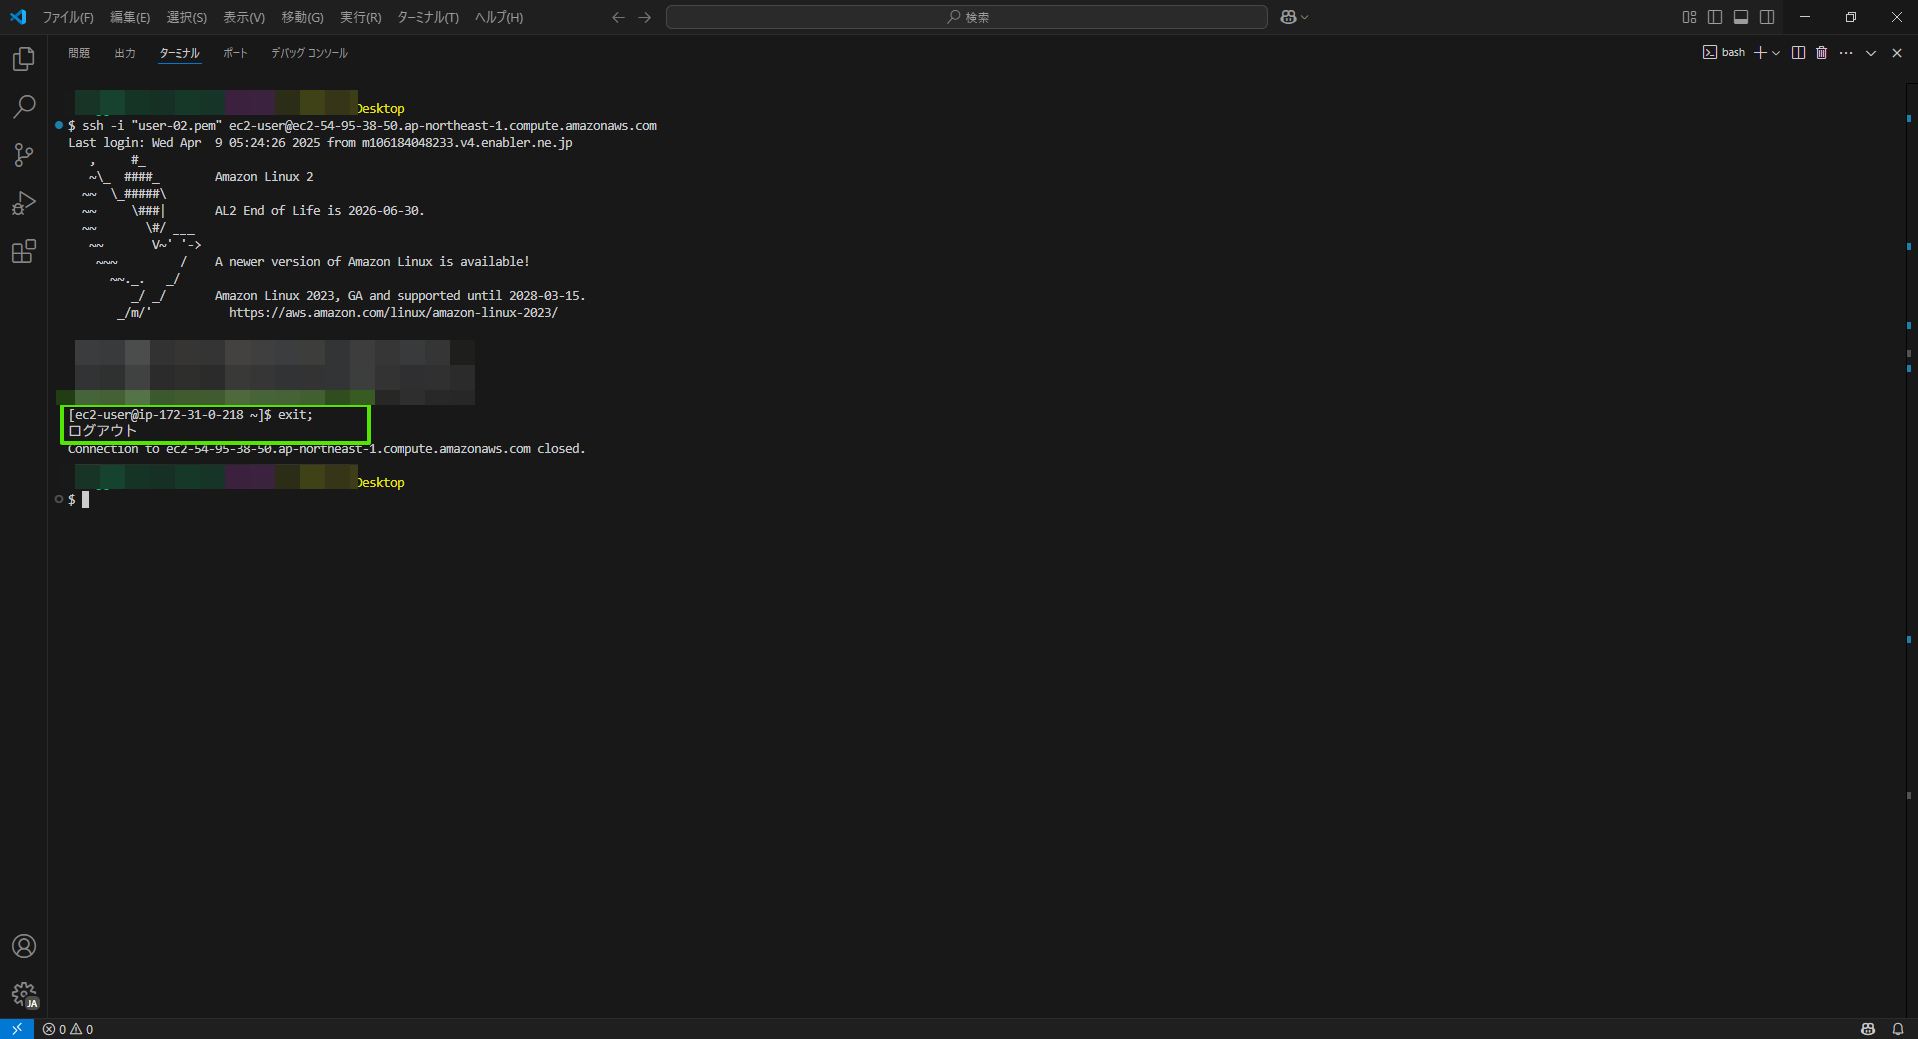 ファイル(F) 編集(E) 選択(S) 表示(V) 移動(G) 実行(R) ターミナル(T) ヘルプ(H) 検索
問題 出力 ターミナル ポート デバッグ コンソール bash
Desktop
$ ssh -i "user-02.pem" ec2-user@ec2-54-95-38-50.ap-northeast-1.compute.amazonaws.com
Last login: Wed Apr  9 05:24:26 2025 from m106184048233.v4.enabler.ne.jp
   ,     #_
   ~\_  ####_        Amazon Linux 2
  ~~  \_#####\
  ~~     \###|       AL2 End of Life is 2026-06-30.
  ~~       \#/ ___
   ~~       V~' '->
    ~~~         /    A newer version of Amazon Linux is available!
      ~~._.   _/
         _/ _/       Amazon Linux 2023, GA and supported until 2028-03-15.
       _/m/'           https://aws.amazon.com/linux/amazon-linux-2023/
[ec2-user@ip-172-31-0-218 ~]$ exit;
ログアウト
Connection to ec2-54-95-38-50.ap-northeast-1.compute.amazonaws.com closed.
Desktop
$
JA
0 0